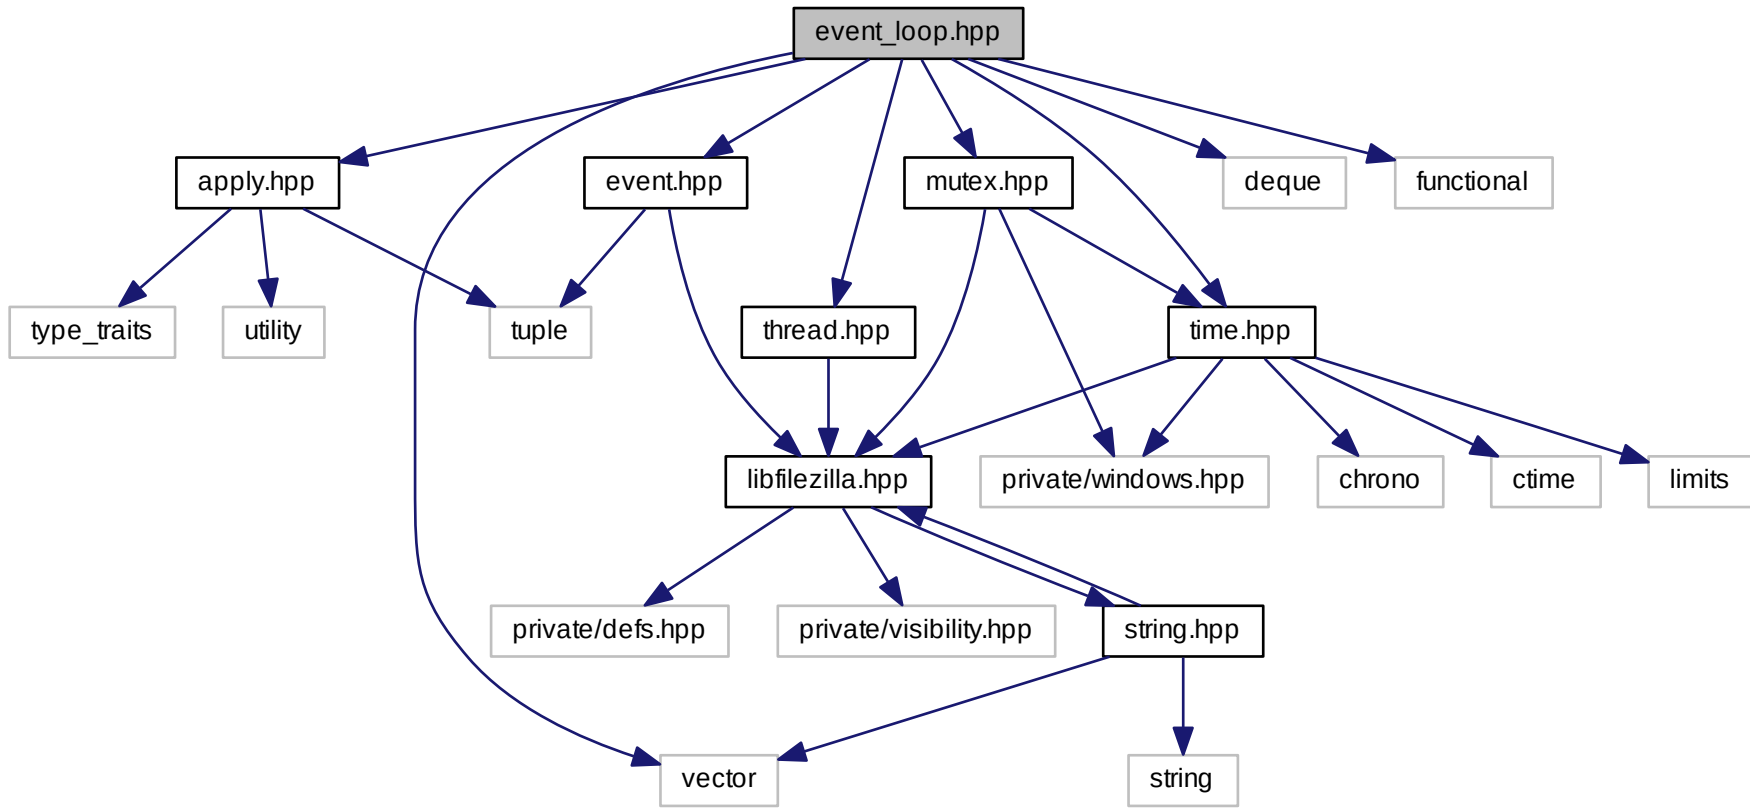 event_loop.hpp
apply.hpp
event.hpp
mutex.hpp
deque
functional
type_traits
utility
tuple
thread.hpp
time.hpp
libfilezilla.hpp
private/windows.hpp
chrono
ctime
limits
private/defs.hpp
private/visibility.hpp
string.hpp
vector
string